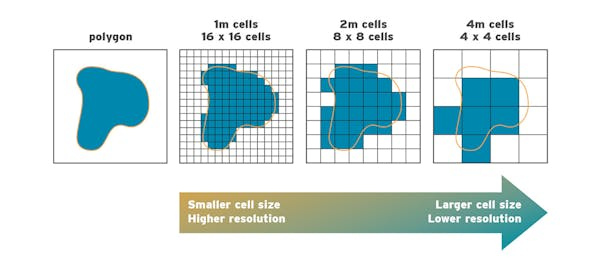 polygon
1m cells
16 x 16 cells
2m cells
8 x 8 cells
4m cells
4 x 4 cells
Smaller cell size
Higher resolution
Larger cell size
Lower resolution